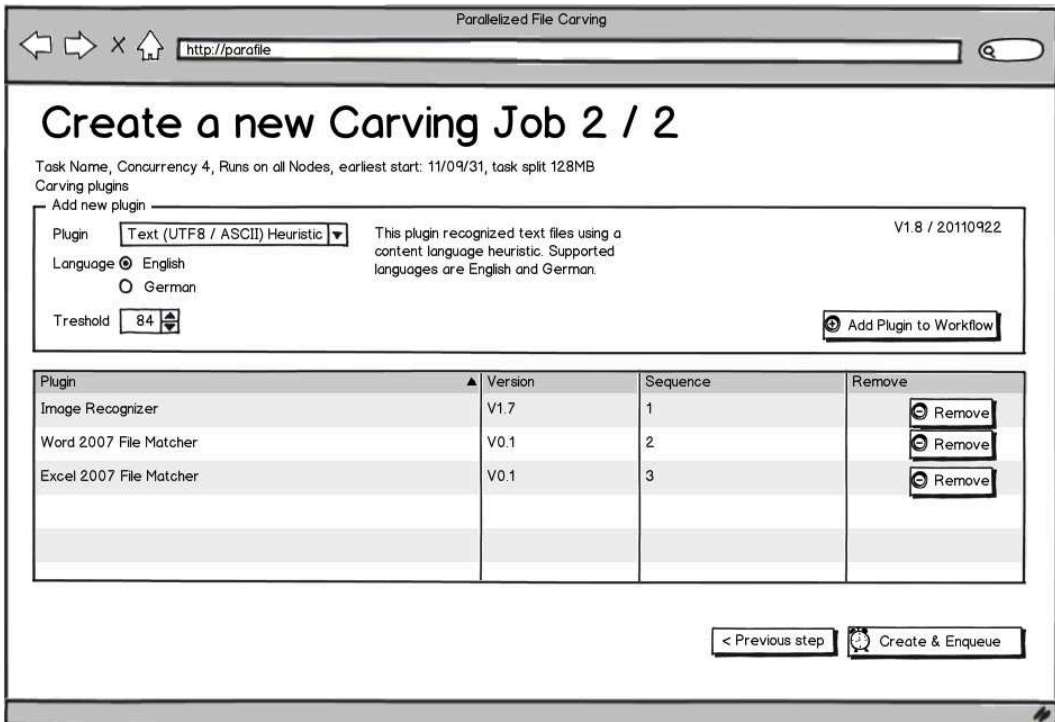 Parallelized File Carving
http://parafile
Create a new Carving Job 2 / 2
Task Name, Concurrency 4, Runs on all Nodes, earliest start: 11/09/31, task split 128MB
Carving plugins
Add new plugin
Plugin Text (UTF8 / ASCII) Heuristic
This plugin recognized text files using a
content language heuristic. Supported
languages are English and German.
V1.8 / 20110922
Language English
German
Treshold 84
Add Plugin to Workflow
Plugin Version Sequence Remove
Image Recognizer V1.7 1 Remove
Word 2007 File Matcher V0.1 2 Remove
Excel 2007 File Matcher V0.1 3 Remove
< Previous step Create & Enqueue